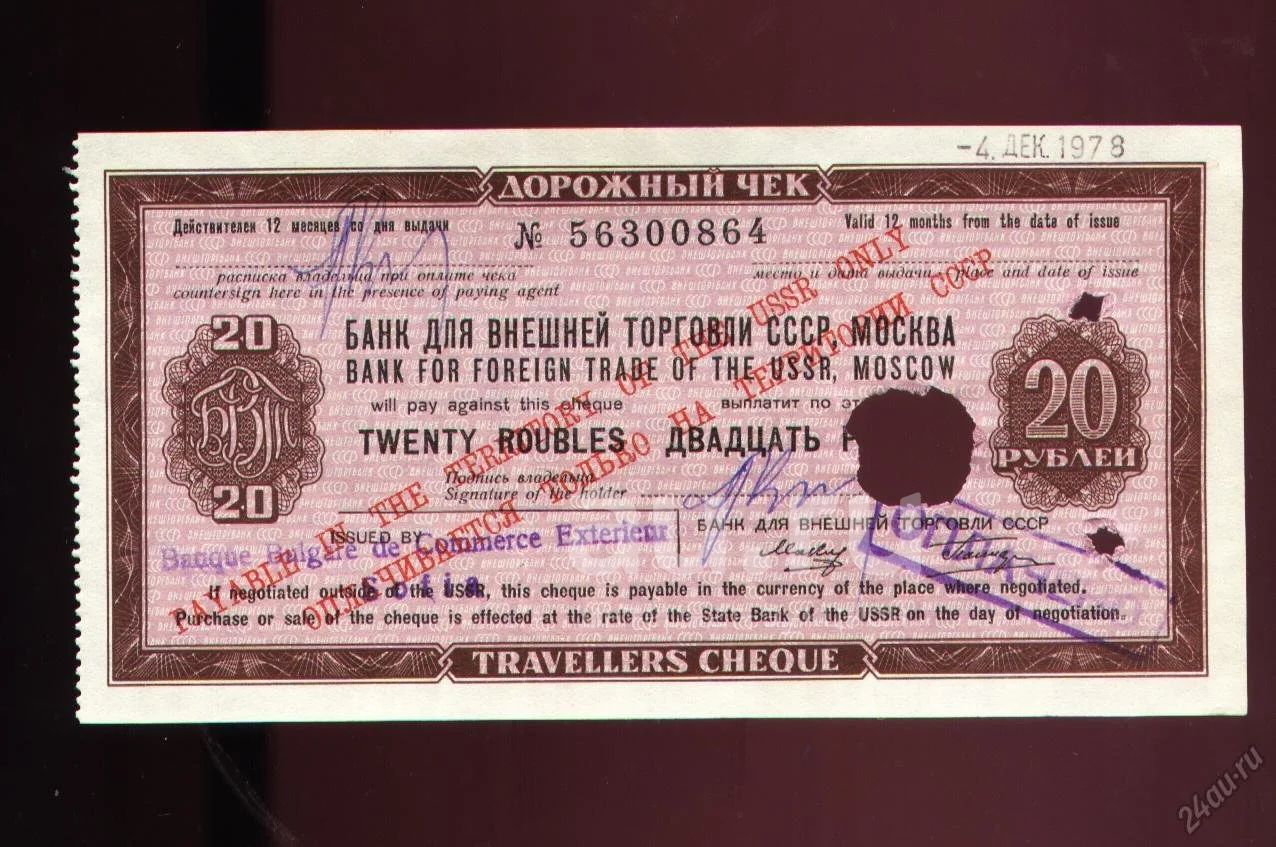 -4. ДЕК. 1978
ДОРОЖНЫЙ ЧЕК
Действителен 12 месяцев со дня выдачи
№ 56300864
Valid 12 months from the date of issue
расписка владельца при оплате чека
countersign here in the presence of paying agent
место и дата выдачи Place and date of issue
20
БВТ
20
БАНК ДЛЯ ВНЕШНЕЙ ТОРГОВЛИ СССР, МОСКВА
BANK FOR FOREIGN TRADE OF THE USSR, MOSCOW
will pay against this cheque выплатит по
TWENTY ROUBLES ДВАДЦАТЬ
20
РУБЛЕЙ
Подпись владельца
Signature of the holder
PAYABLE IN THE TERRITORY OF THE USSR ONLY
ОПЛАЧИВАЕТСЯ ТОЛЬКО НА ТЕРИТОРИИ СССР
ISSUED BY
Banque Bulgare de Commerce Exterieur
Sofia
БАНК ДЛЯ ВНЕШНЕЙ ТОРГОВЛИ СССР
If negotiated outside of the USSR, this cheque is payable in the currency of the place where negotiated.
Purchase or sale of the cheque is effected at the rate of the State Bank of the USSR on the day of negotiation.
TRAVELLERS CHEQUE
24au.ru